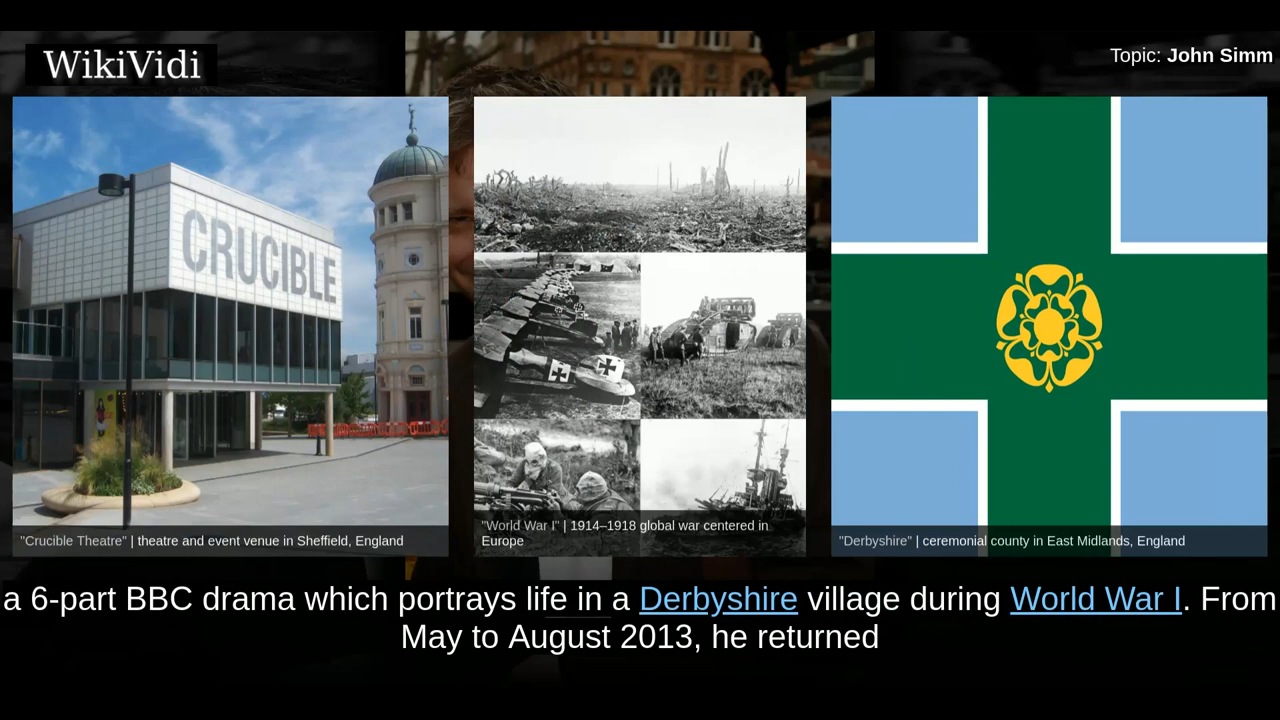 WikiVidi
Topic: John Simm
CRUCIBLE
"Crucible Theatre" | theatre and event venue in Sheffield, England
"World War I" | 1914–1918 global war centered in
Europe
"Derbyshire" | ceremonial county in East Midlands, England
a 6-part BBC drama which portrays life in a Derbyshire village during World War I. From
May to August 2013, he returned